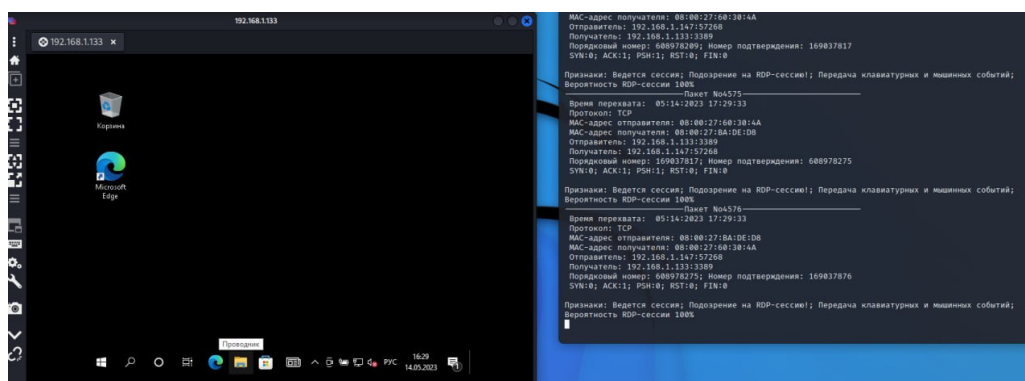 192.168.1.133
192.168.1.133 ×
Корзина
Microsoft
Edge
Проводник
РУС
16:29
14.05.2023
MAC-адрес получателя: 08:00:27:60:30:4A
Отправитель: 192.168.1.147:57268
Получатель: 192.168.1.133:3389
Порядковый номер: 608978209; Номер подтверждения: 169037817
SYN:0; ACK:1; PSH:1; RST:0; FIN:0
Признаки: Ведется сессия; Подозрение на RDP-сессию!; Передача клавиатурных и мышинных событий;
Вероятность RDP-сессии 100%
Пакет No4575
Время перехвата: 05:14:2023 17:29:33
Протокол: TCP
MAC-адрес отправителя: 08:00:27:60:30:4A
MAC-адрес получателя: 08:00:27:BA:DE:D8
Отправитель: 192.168.1.133:3389
Получатель: 192.168.1.147:57268
Порядковый номер: 169037817; Номер подтверждения: 608978275
SYN:0; ACK:1; PSH:1; RST:0; FIN:0
Признаки: Ведется сессия; Подозрение на RDP-сессию!; Передача клавиатурных и мышинных событий;
Вероятность RDP-сессии 100%
Пакет No4576
Время перехвата: 05:14:2023 17:29:33
Протокол: TCP
MAC-адрес отправителя: 08:00:27:BA:DE:D8
MAC-адрес получателя: 08:00:27:60:30:4A
Отправитель: 192.168.1.147:57268
Получатель: 192.168.1.133:3389
Порядковый номер: 608978275; Номер подтверждения: 169037876
SYN:0; ACK:1; PSH:0; RST:0; FIN:0
Признаки: Ведется сессия; Подозрение на RDP-сессию!; Передача клавиатурных и мышинных событий;
Вероятность RDP-сессии 100%